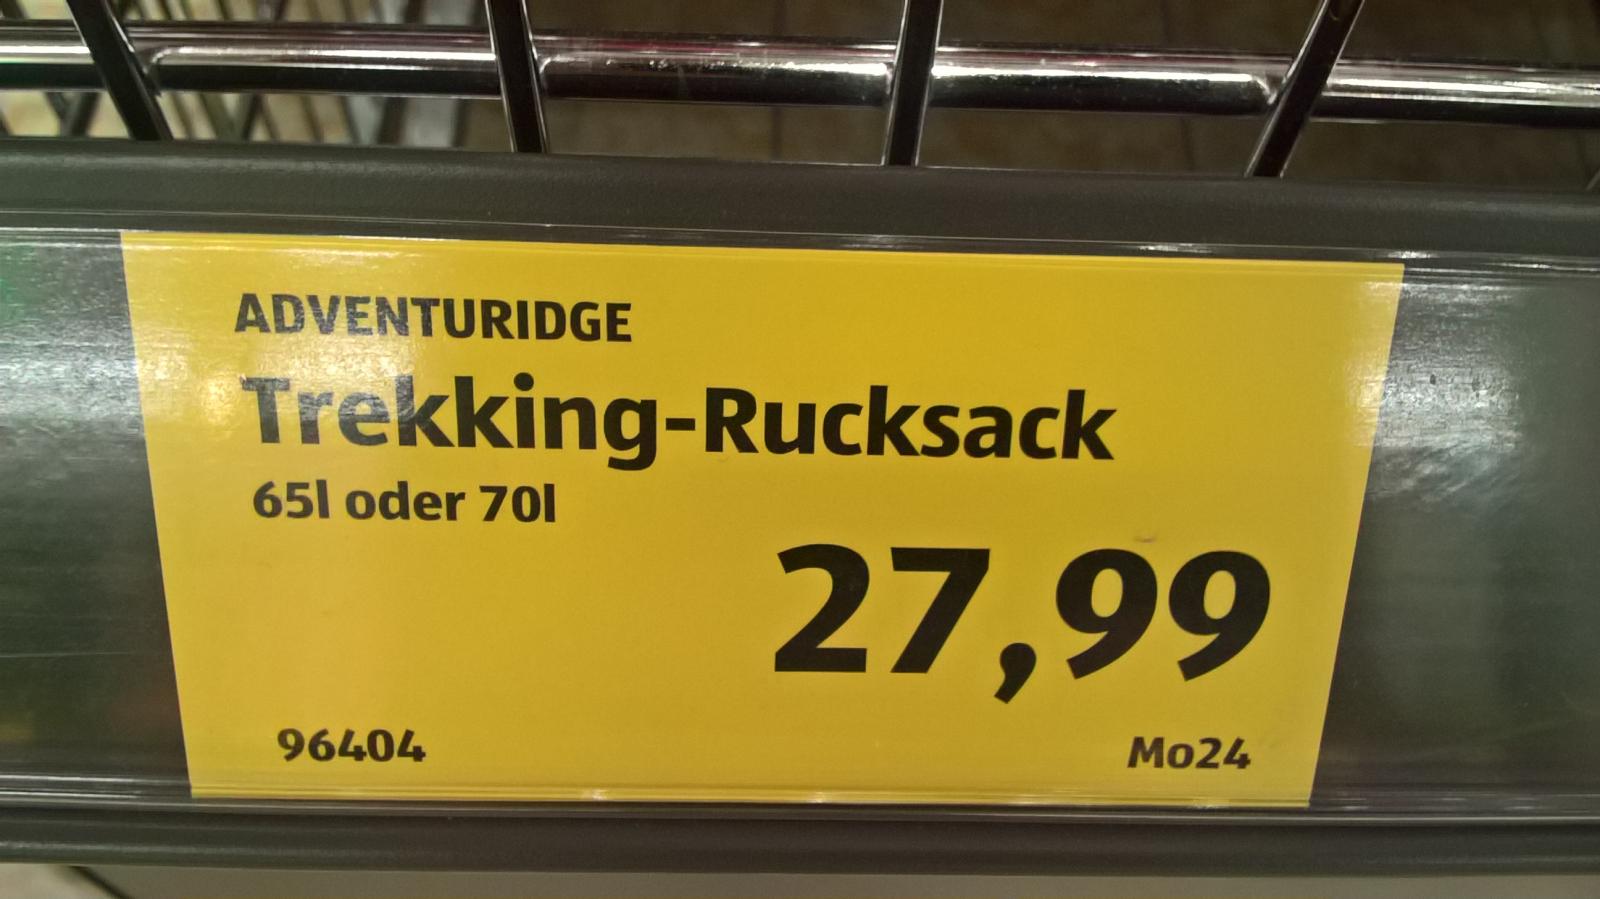 ADVENTURIDGE
Trekking-Rucksack
65l oder 70l
27,99
96404 Mo24